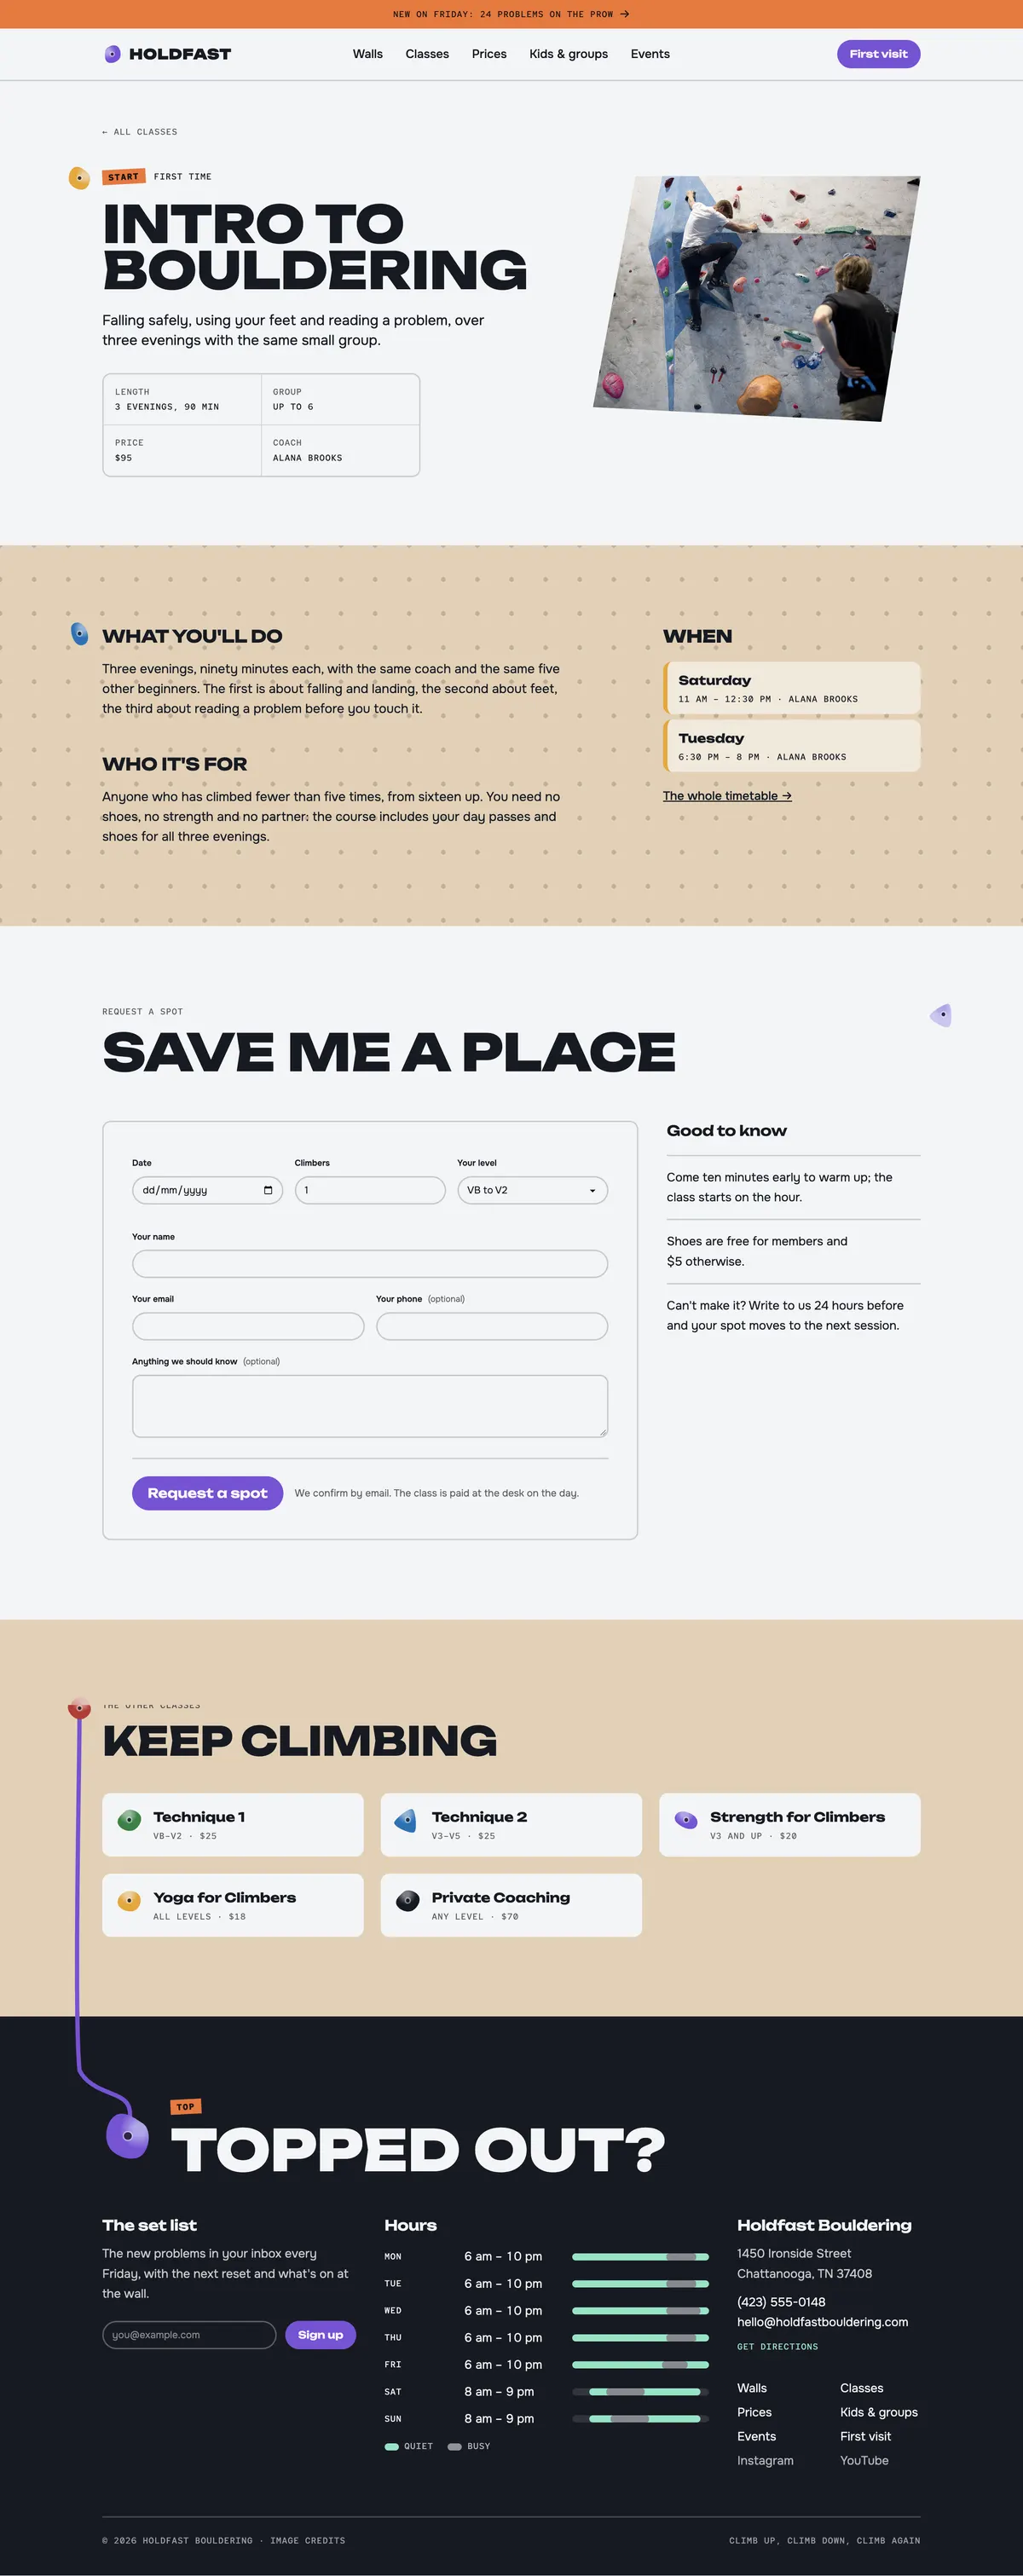 NEW ON FRIDAY: 24 PROBLEMS ON THE PROW →
HOLDFAST
Walls
Classes
Prices
Kids & groups
Events
First visit
← ALL CLASSES
START
FIRST TIME
INTRO TO
BOULDERING
Falling safely, using your feet and reading a problem, over
three evenings with the same small group.
LENGTH
3 EVENINGS, 90 MIN
GROUP
UP TO 6
PRICE
$95
COACH
ALANA BROOKS
WHAT YOU'LL DO
Three evenings, ninety minutes each, with the same coach and the same five
other beginners. The first is about falling and landing, the second about feet,
the third about reading a problem before you touch it.
WHO IT'S FOR
Anyone who has climbed fewer than five times, from sixteen up. You need no
shoes, no strength and no partner: the course includes your day passes and
shoes for all three evenings.
WHEN
Saturday
11 AM – 12:30 PM · ALANA BROOKS
Tuesday
6:30 PM – 8 PM · ALANA BROOKS
The whole timetable →
REQUEST A SPOT
SAVE ME A PLACE
Date
Climbers
Your level
dd/mm/yyyy
1
VB to V2
Your name
Your email
Your phone (optional)
Anything we should know (optional)
Request a spot
We confirm by email. The class is paid at the desk on the day.
Good to know
Come ten minutes early to warm up; the
class starts on the hour.
Shoes are free for members and
$5 otherwise.
Can't make it? Write to us 24 hours before
and your spot moves to the next session.
THE OTHER CLASSES
KEEP CLIMBING
Technique 1
VB–V2 · $25
Technique 2
V3–V5 · $25
Strength for Climbers
V3 AND UP · $20
Yoga for Climbers
ALL LEVELS · $18
Private Coaching
ANY LEVEL · $70
TOP
TOPPED OUT?
The set list
The new problems in your inbox every
Friday, with the next reset and what's on at
the wall.
you@example.com
Sign up
Hours
MON 6 am – 10 pm
TUE 6 am – 10 pm
WED 6 am – 10 pm
THU 6 am – 10 pm
FRI 6 am – 10 pm
SAT 8 am – 9 pm
SUN 8 am – 9 pm
QUIET
BUSY
Holdfast Bouldering
1450 Ironside Street
Chattanooga, TN 37408
(423) 555-0148
hello@holdfastbouldering.com
GET DIRECTIONS
Walls
Classes
Prices
Kids & groups
Events
First visit
Instagram
YouTube
© 2026 HOLDFAST BOULDERING · IMAGE CREDITS
CLIMB UP, CLIMB DOWN, CLIMB AGAIN